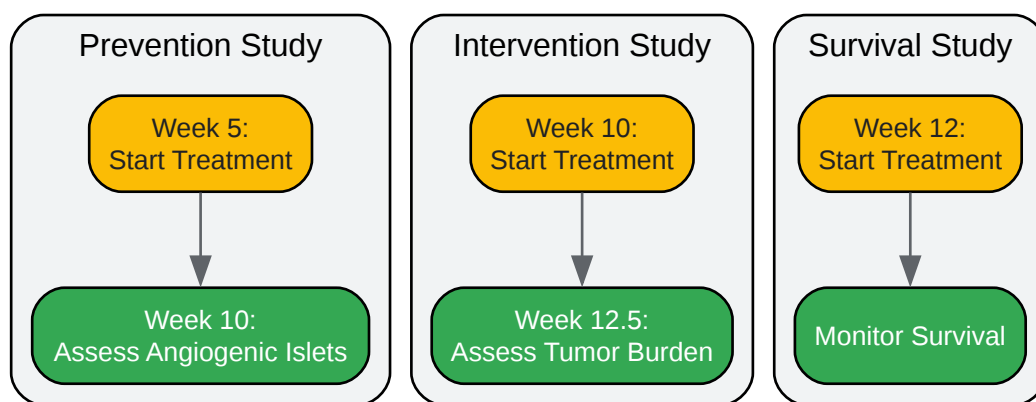 Prevention Study
Week 5:
Start Treatment
Week 10:
Assess Angiogenic Islets
Intervention Study
Week 10:
Start Treatment
Week 12.5:
Assess Tumor Burden
Survival Study
Week 12:
Start Treatment
Monitor Survival